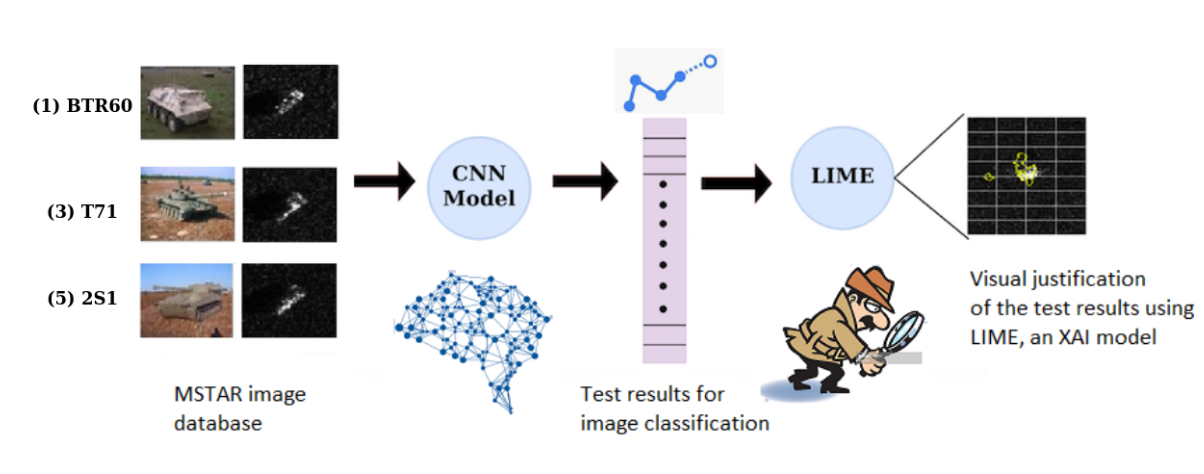 (1) BTR60
(3) T71
(5) 2S1
MSTAR image
database
CNN
Model
Test results for
image classification
LIME
Visual justification
of the test results using
LIME, an XAI model